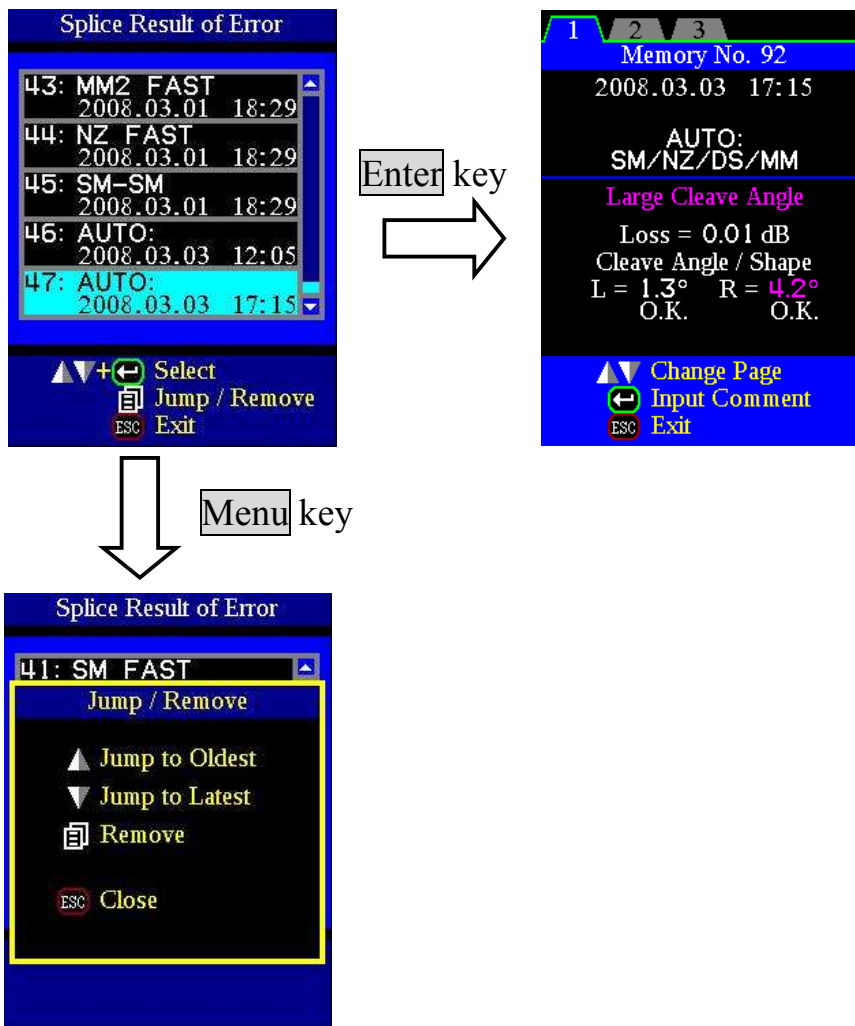 Splice Result of Error
43: MM2 FAST
2008.03.01 18:29
44: NZ FAST
2008.03.01 18:29
45: SM-SM
2008.03.01 18:29
46: AUTO:
2008.03.03 12:05
47: AUTO:
2008.03.03 17:15
+ Select
Jump / Remove
ESC Exit
Enter key
1 2 3
Memory No. 92
2008.03.03 17:15
AUTO:
SM/NZ/DS/MM
Large Cleave Angle
Loss = 0.01 dB
Cleave Angle / Shape
L = 1.3° R = 4.2°
O.K. O.K.
Change Page
Input Comment
ESC Exit
Menu key
Splice Result of Error
41: SM FAST
Jump / Remove
Jump to Oldest
Jump to Latest
Remove
ESC Close